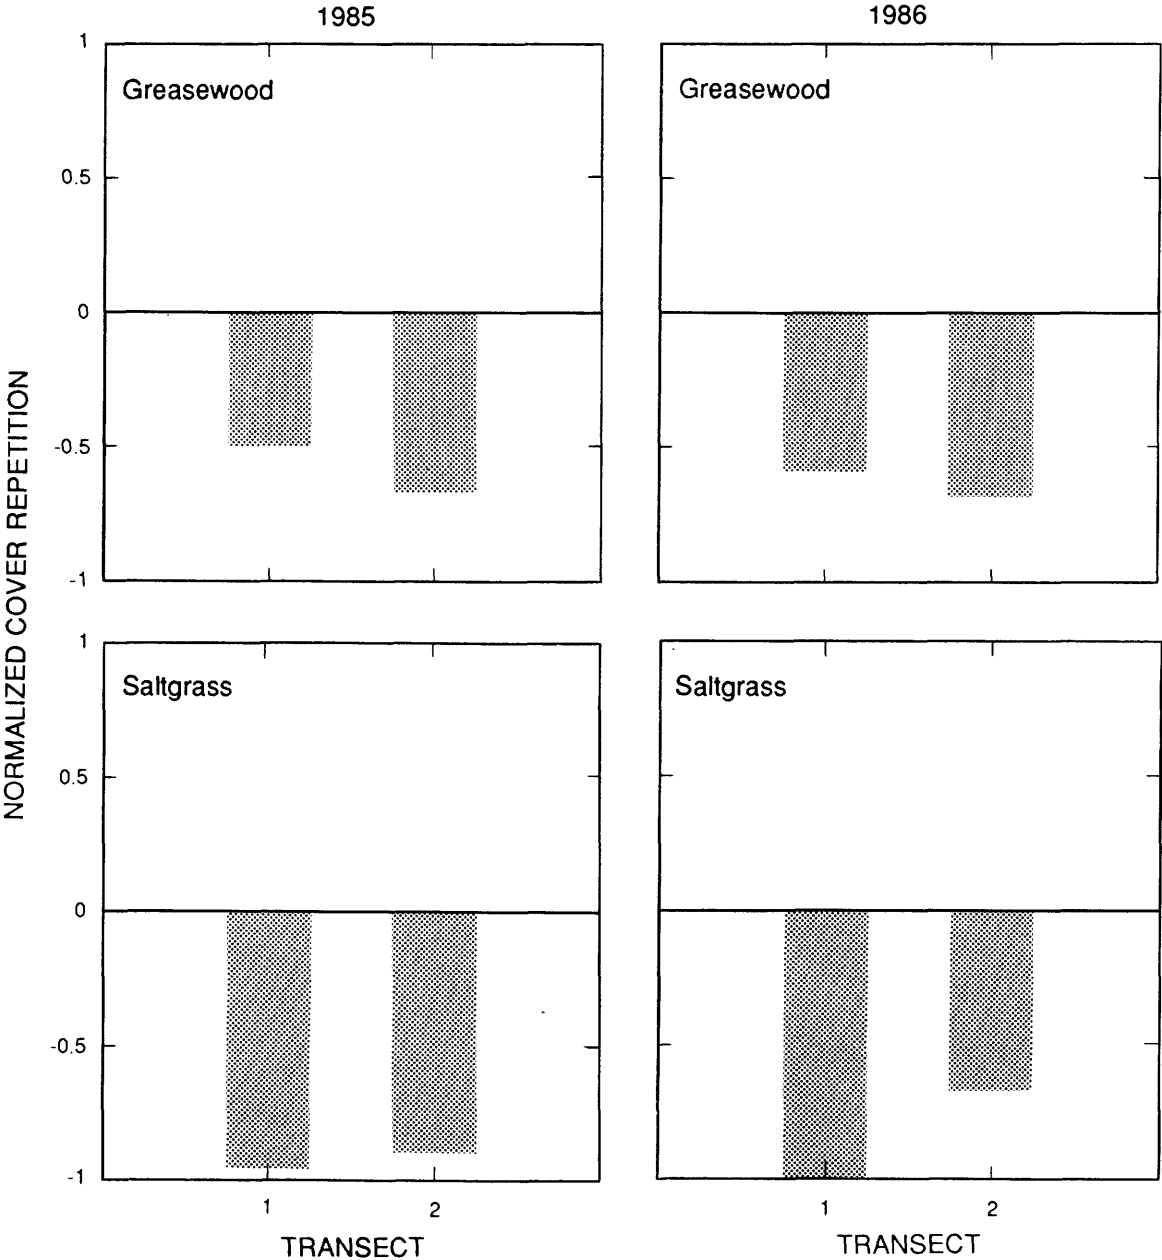 1985
1986
NORMALIZED COVER REPETITION
1
0.5
0
-0.5
-1
Greasewood
Greasewood
1
0.5
0
-0.5
-1
Saltgrass
Saltgrass
1 2
1 2
TRANSECT
TRANSECT